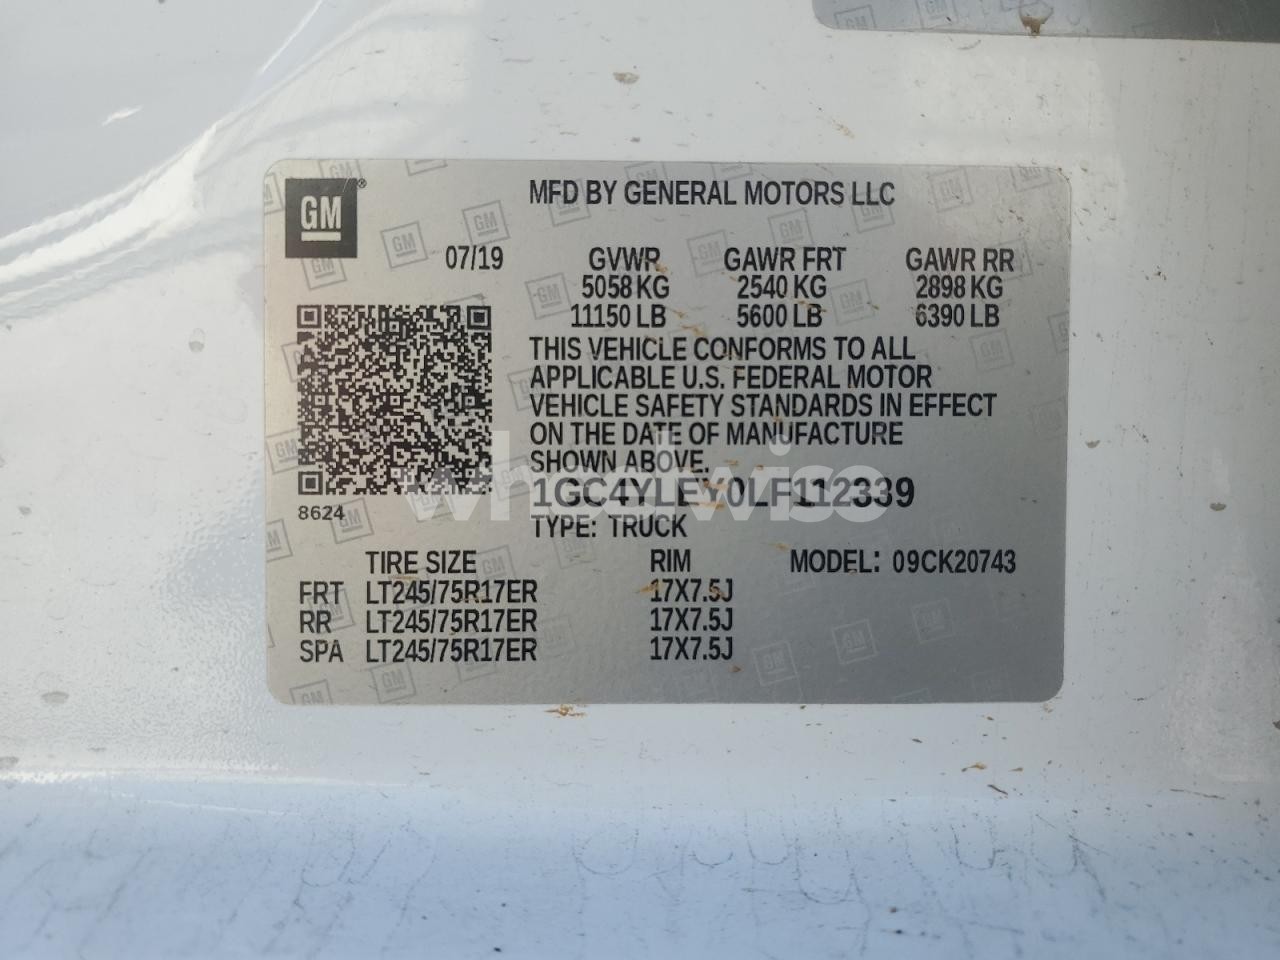 GM
MFD BY GENERAL MOTORS LLC
07/19 GVWR GAWR FRT GAWR RR
5058 KG 2540 KG 2898 KG
11150 LB 5600 LB 6390 LB
THIS VEHICLE CONFORMS TO ALL
APPLICABLE U.S. FEDERAL MOTOR
VEHICLE SAFETY STANDARDS IN EFFECT
ON THE DATE OF MANUFACTURE
SHOWN ABOVE.
wheelwise
1GC4YLEY0LF112339
8624
TYPE: TRUCK
TIRE SIZE RIM MODEL: 09CK20743
FRT LT245/75R17ER 17X7.5J
RR LT245/75R17ER 17X7.5J
SPA LT245/75R17ER 17X7.5J